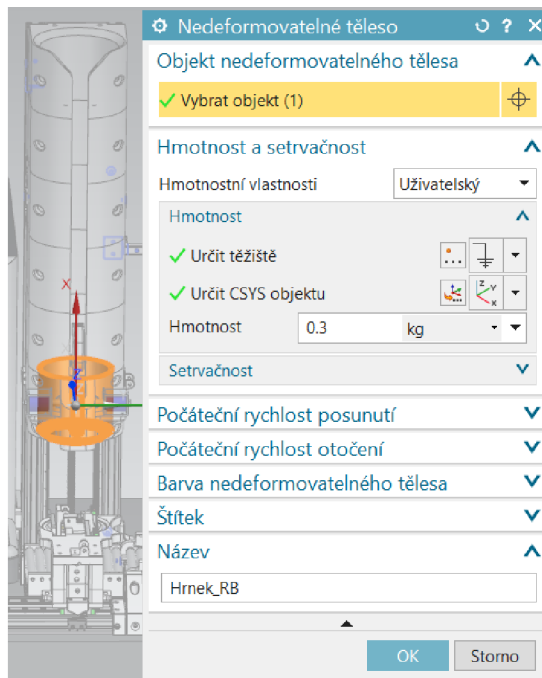 Nedeformovatelné těleso
Objekt nedeformovatelného tělesa
Vybrat objekt (1)
Hmotnost a setrvačnost
Hmotnostní vlastnosti Uživatelský
Hmotnost
Určit těžiště
Určit CSYS objektu
Hmotnost 0.3 kg
Setrvačnost
Počáteční rychlost posunutí
Počáteční rychlost otočení
Barva nedeformovatelného tělesa
Štítek
Název
Hrnek_RB
OK Storno
X
Z